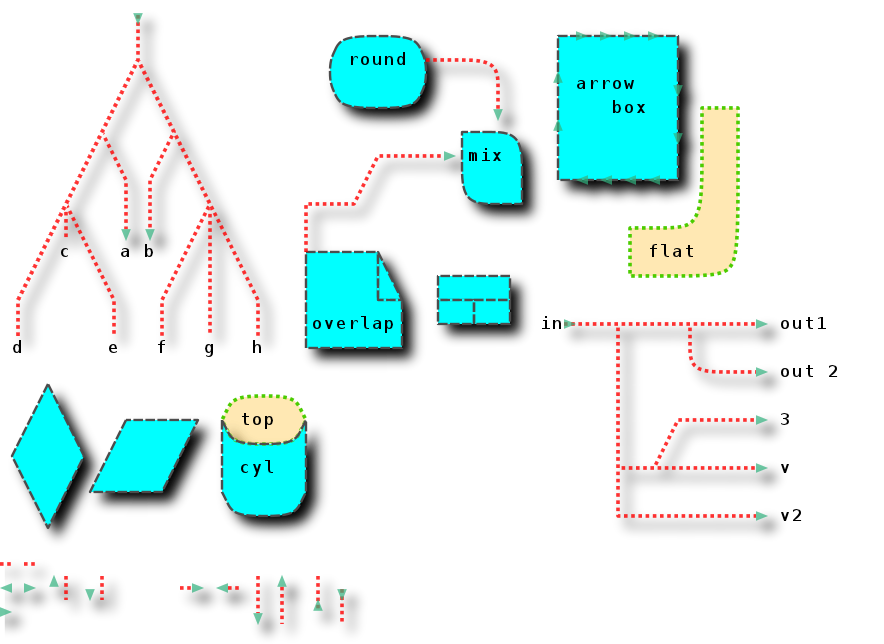 round
arrow
box
mix
c a b
flat
d e f g h
overlap
in
out1
out 2
top
3
cyl
v
v2